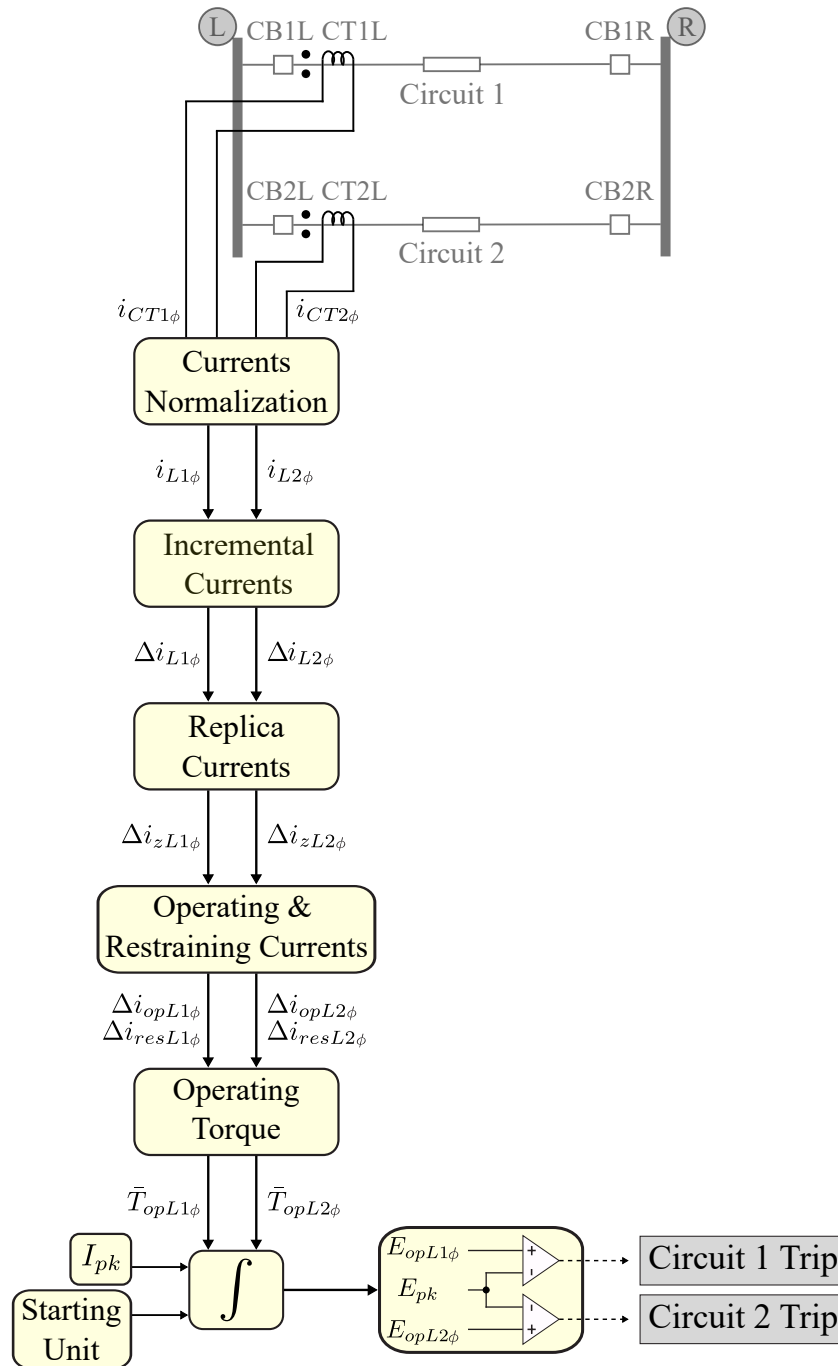 L
CB1L CT1L
CB1R
R
Circuit 1
CB2L CT2L
CB2R
Circuit 2
i_{CT1ϕ}
i_{CT2ϕ}
Currents
Normalization
i_{L1ϕ}
i_{L2ϕ}
Incremental
Currents
Δi_{L1ϕ}
Δi_{L2ϕ}
Replica
Currents
Δi_{zL1ϕ}
Δi_{zL2ϕ}
Operating &
Restraining Currents
Δi_{opL1ϕ}
Δi_{resL1ϕ}
Δi_{opL2ϕ}
Δi_{resL2ϕ}
Operating
Torque
T̄_{opL1ϕ}
T̄_{opL2ϕ}
I_{pk}
Starting
Unit
∫
E_{opL1ϕ}
E_{pk}
E_{opL2ϕ}
+
-
-
+
Circuit 1 Trip
Circuit 2 Trip